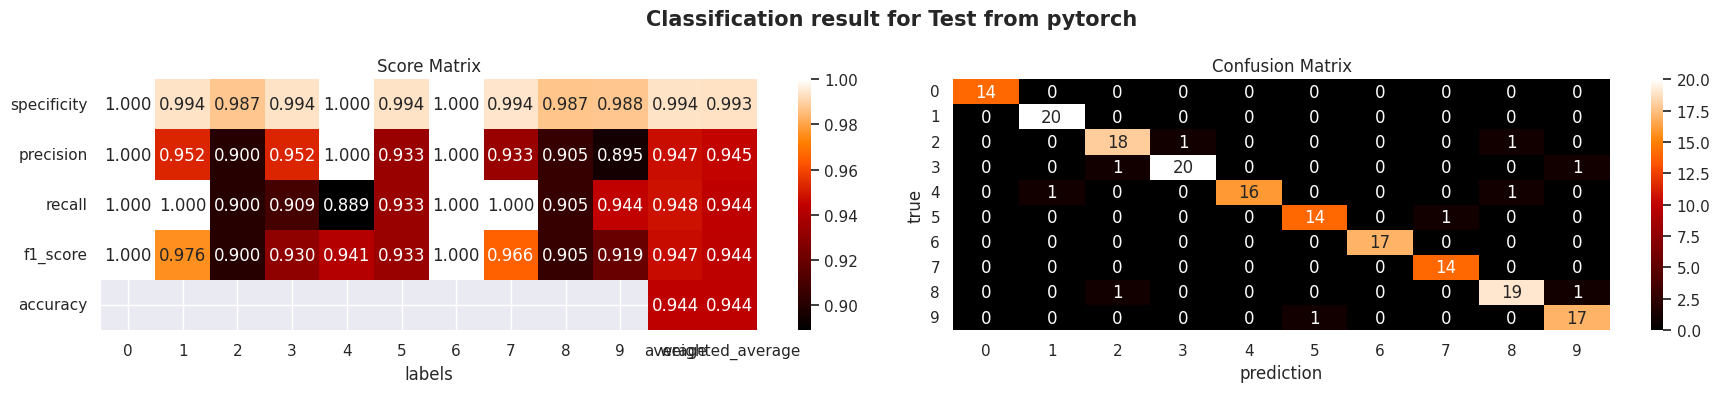 Classification result for Test from pytorch
Score Matrix
specificity 1.000 0.994 0.987 0.994 1.000 0.994 1.000 0.994 0.987 0.988 0.994 0.993
precision 1.000 0.952 0.900 0.952 1.000 0.933 1.000 0.933 0.905 0.895 0.947 0.945
recall 1.000 1.000 0.900 0.909 0.889 0.933 1.000 1.000 0.905 0.944 0.948 0.944
f1_score 1.000 0.976 0.900 0.930 0.941 0.933 1.000 0.966 0.905 0.919 0.947 0.944
accuracy 0.944 0.944
0 1 2 3 4 5 6 7 8 9 average weighted_average
labels
1.00
0.98
0.96
0.94
0.92
0.90
Confusion Matrix
true
0 14 0 0 0 0 0 0 0 0 0
1 0 20 0 0 0 0 0 0 0 0
2 0 0 18 1 0 0 0 0 1 0
3 0 0 1 20 0 0 0 0 0 1
4 0 1 0 0 16 0 0 0 1 0
5 0 0 0 0 0 14 0 1 0 0
6 0 0 0 0 0 0 17 0 0 0
7 0 0 0 0 0 0 0 14 0 0
8 0 0 1 0 0 0 0 0 19 1
9 0 0 0 0 0 1 0 0 0 17
0 1 2 3 4 5 6 7 8 9
prediction
20.0
17.5
15.0
12.5
10.0
7.5
5.0
2.5
0.0